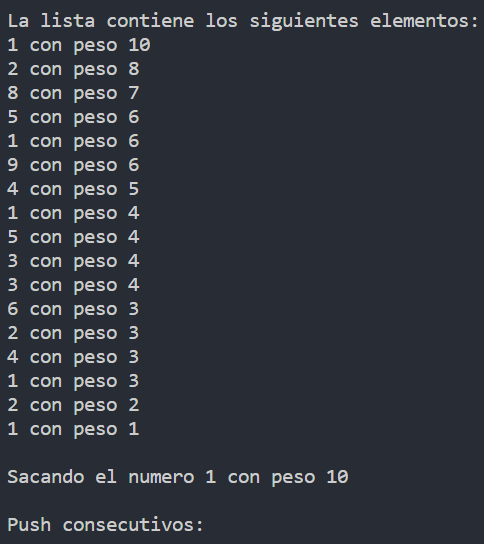 La lista contiene los siguientes elementos:
1 con peso 10
2 con peso 8
8 con peso 7
5 con peso 6
1 con peso 6
9 con peso 6
4 con peso 5
1 con peso 4
5 con peso 4
3 con peso 4
3 con peso 4
6 con peso 3
2 con peso 3
4 con peso 3
1 con peso 3
2 con peso 2
1 con peso 1
Sacando el numero 1 con peso 10
Push consecutivos: